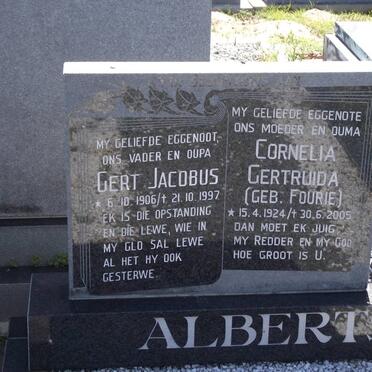 MY GELIEFDE EGGENOOT,
ONS VADER EN OUPA
GERT JACOBUS
* 6.10.1906/† 21.10.1997
EK IS DIE OPSTANDING
EN DIE LEWE, WIE IN
MY GLO SAL LEWE
AL HET HY OOK
GESTERWE.
MY GELIEFDE EGGENOTE
ONS MOEDER EN OUMA
CORNELIA
GERTRUIDA
(GEB. FOURIE)
* 15.4.1924/† 30.6.2005
DAN MOET EK JUIG
MY REDDER EN MY GOD
HOE GROOT IS U.
ALBERT